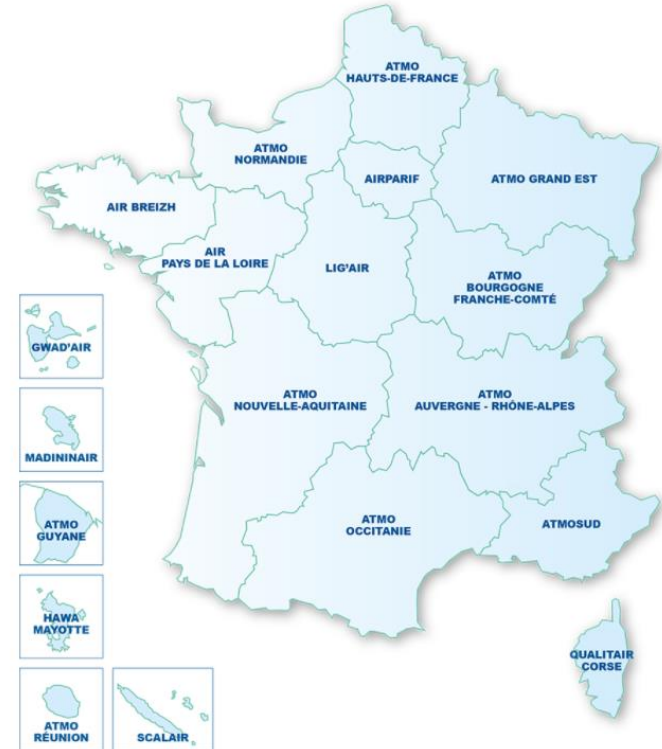 ATMO
HAUTS-DE-FRANCE
ATMO
NORMANDIE
AIRPARIF
ATMO GRAND EST
AIR BREIZH
AIR
PAYS DE LA LOIRE
LIG'AIR
ATMO
BOURGOGNE
FRANCHE-COMTÉ
GWAD'AIR
ATMO
NOUVELLE-AQUITAINE
ATMO
AUVERGNE - RHÔNE-ALPES
MADININAIR
ATMO
GUYANE
ATMO
OCCITANIE
ATMOSUD
HAWA
MAYOTTE
QUALITAIR
CORSE
ATMO
RÉUNION
SCALAIR